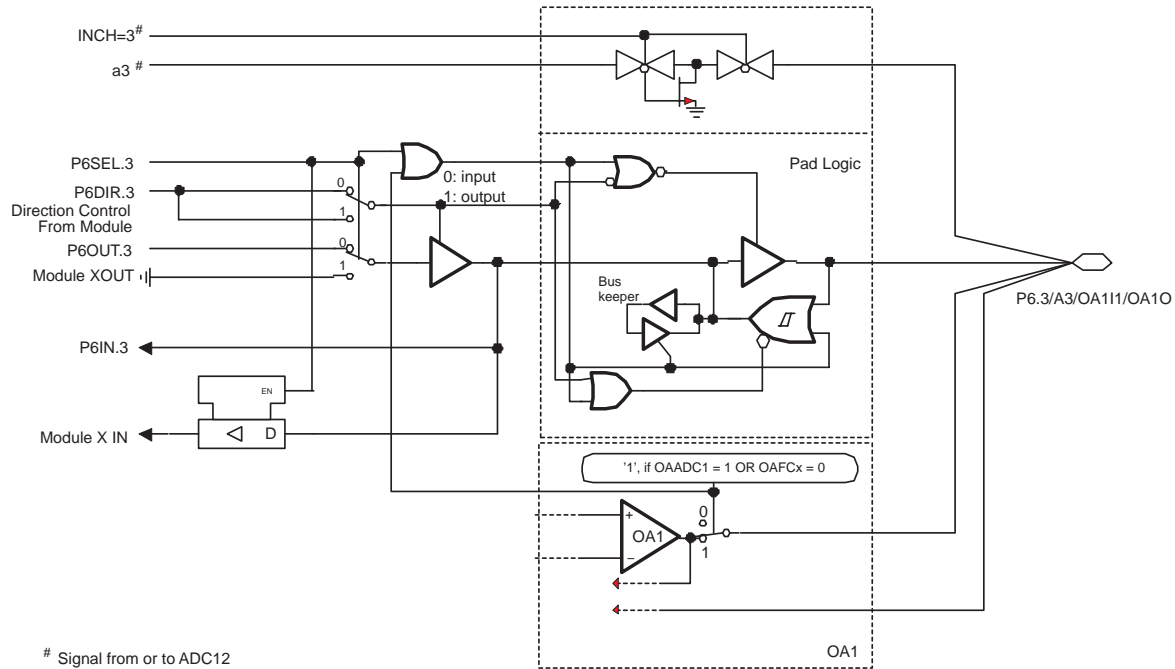 INCH=3#
a3 #
P6SEL.3
0: input
1: output
Pad Logic
P6DIR.3
0
Direction Control
From Module
1
P6OUT.3
0
Module XOUT
1
Bus
keeper
P6.3/A3/OA1I1/OA1O
P6IN.3
EN
Module X IN
D
'1', if OAADC1 = 1 OR OAFCx = 0
0
+
OA1
−
1
OA1
# Signal from or to ADC12